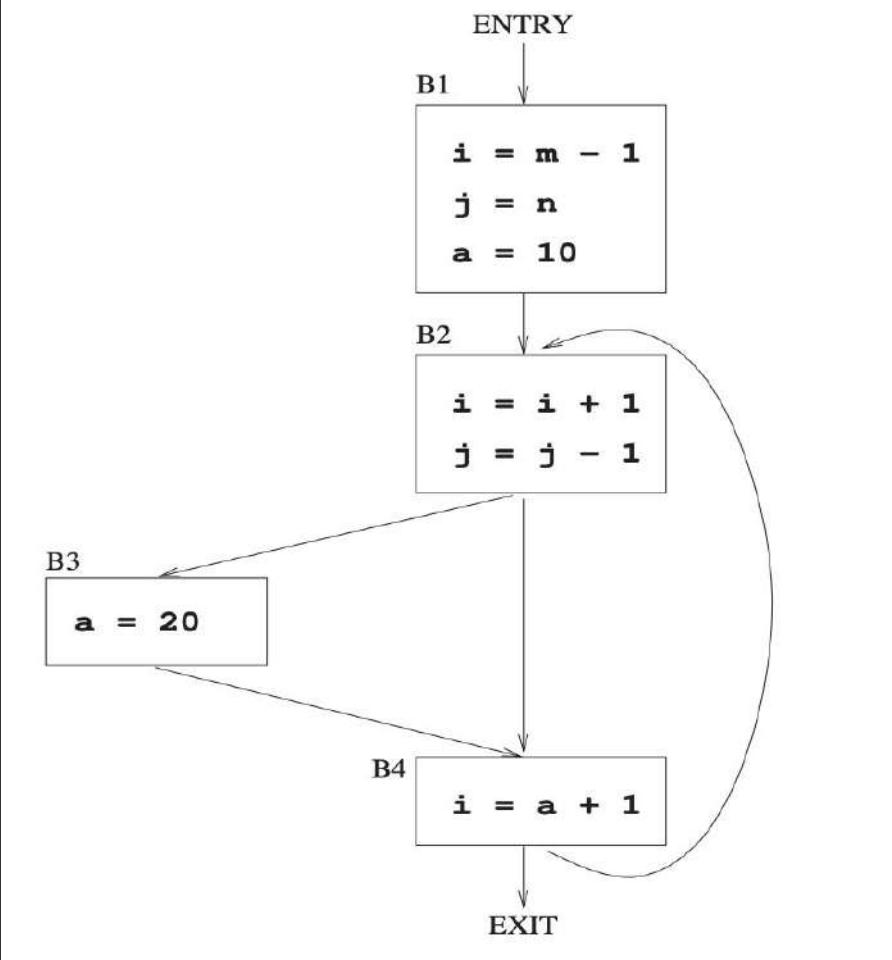 ENTRY
B1
i = m - 1
j = n
a = 10
B2
i = i + 1
j = j - 1
B3
a = 20
B4
i = a + 1
EXIT